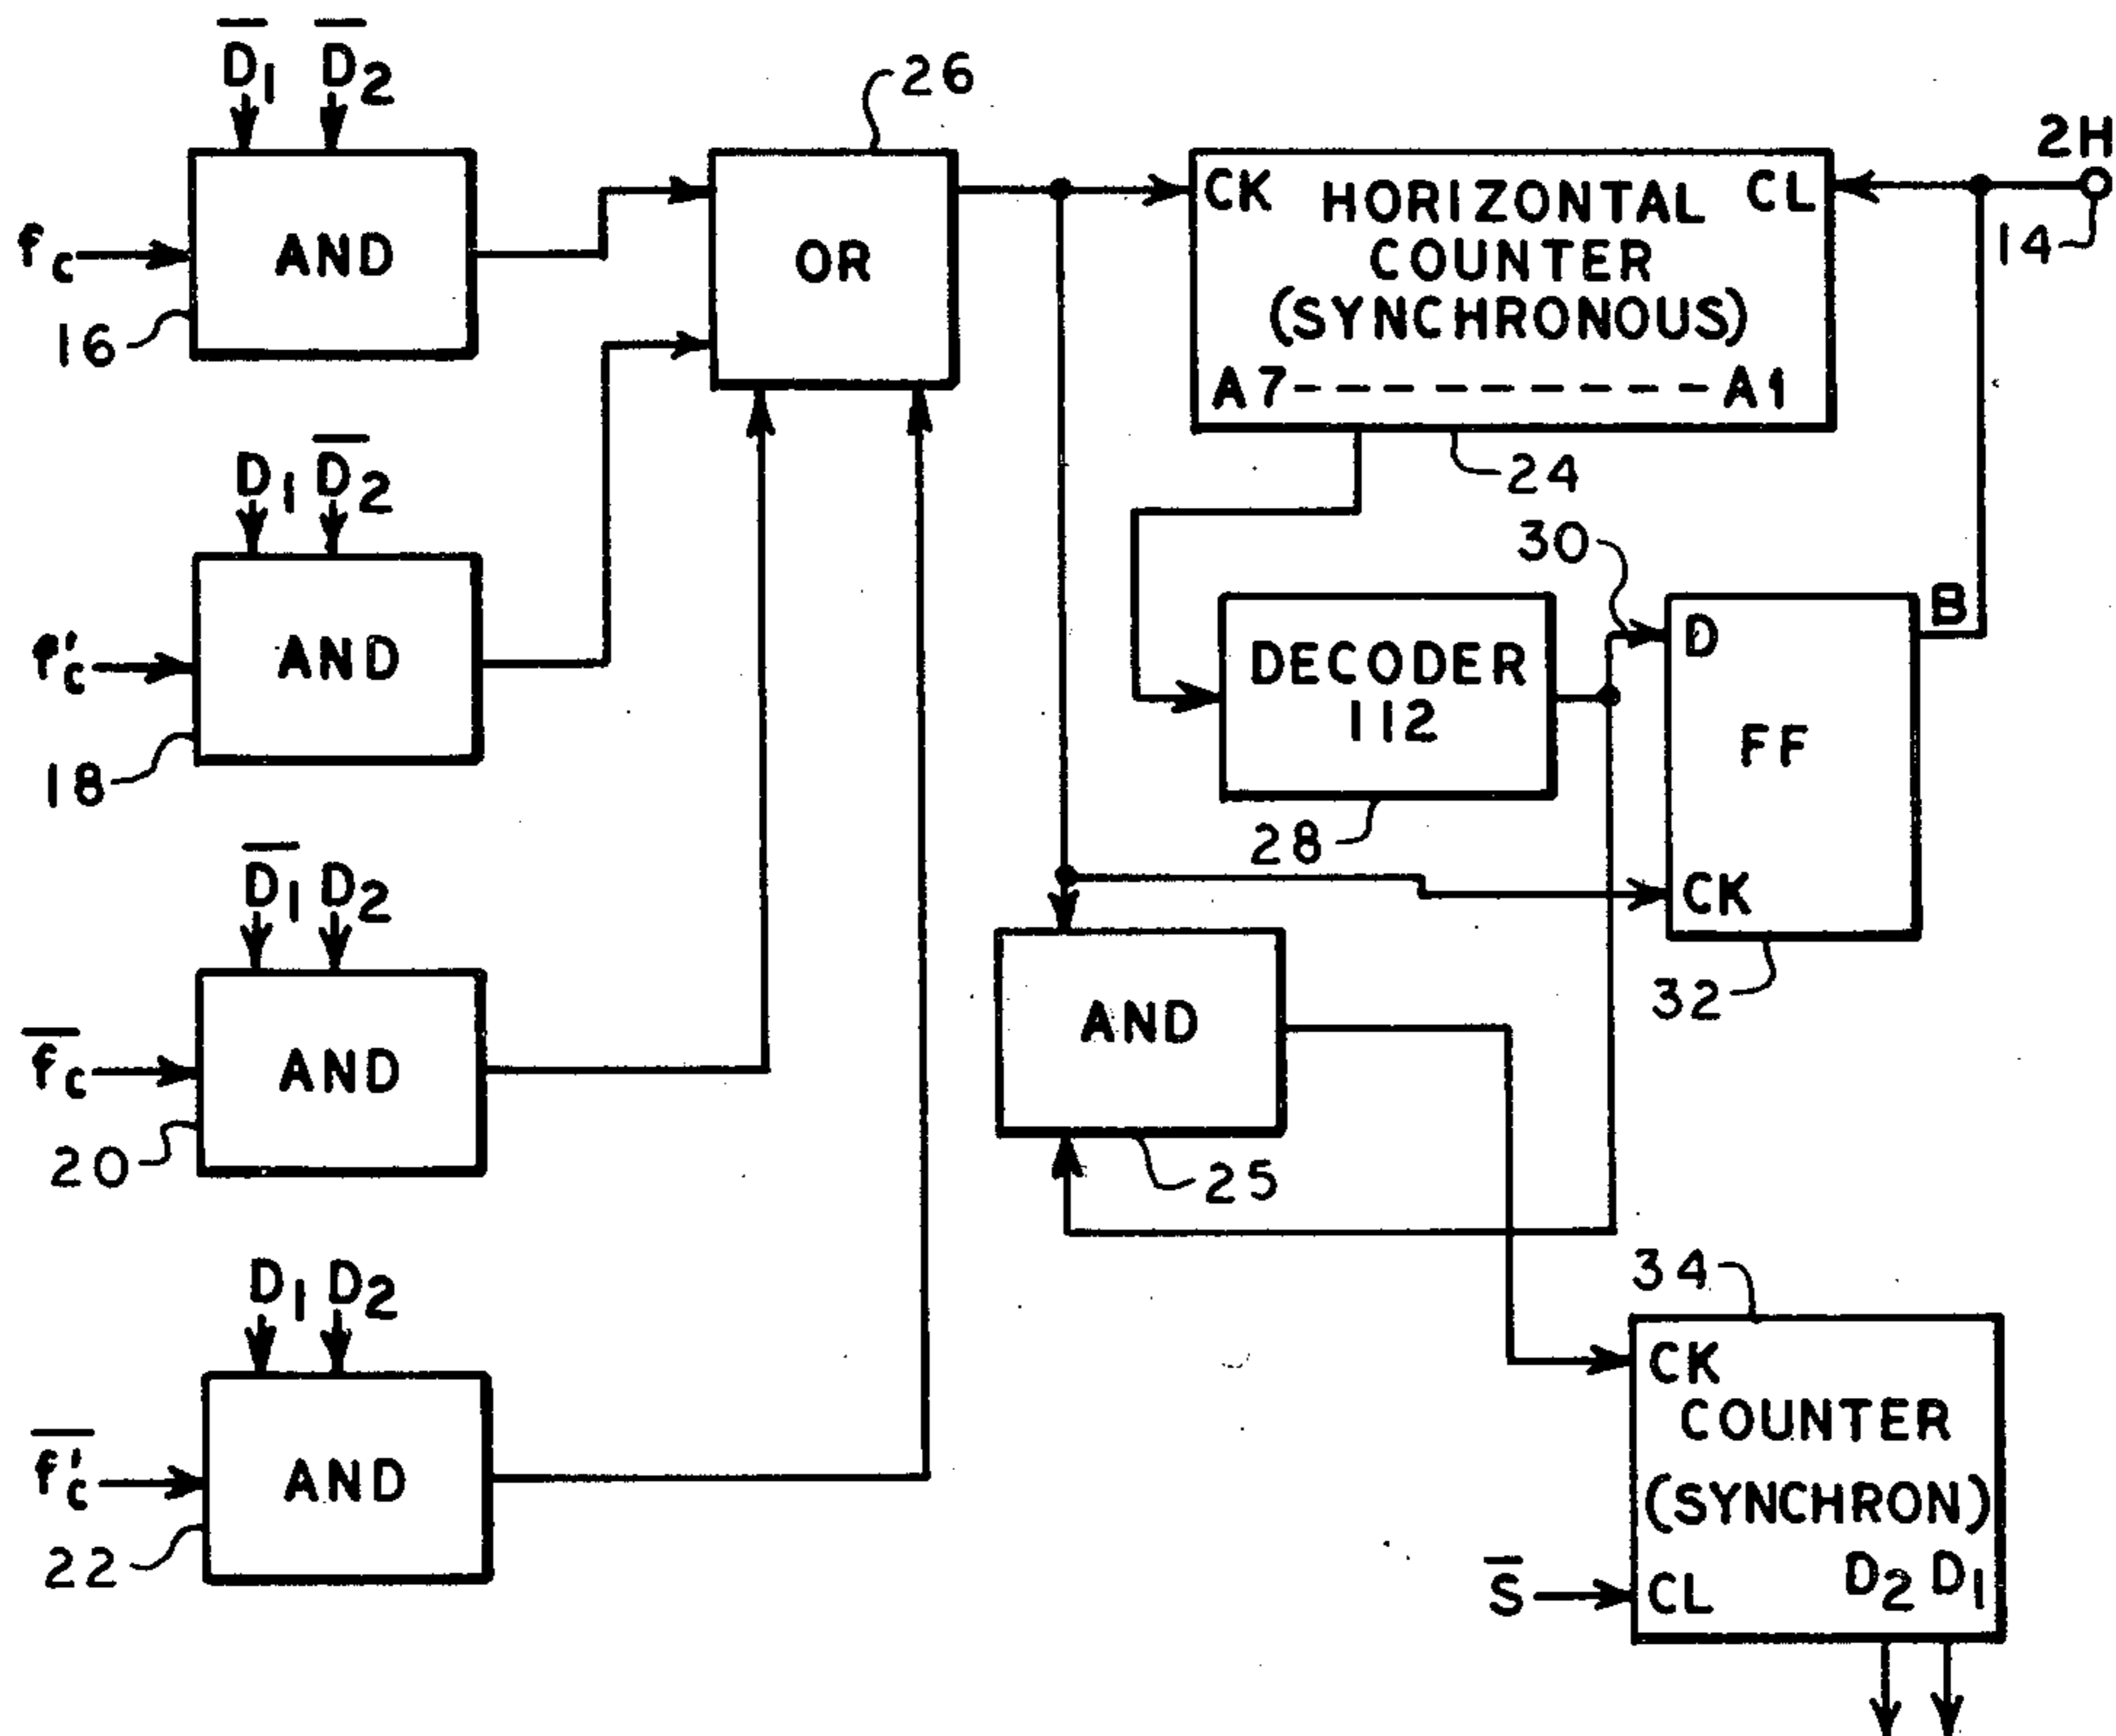 D̅₁ D̅₂
f_c
AND
16
D₁ D̅₂
f'_c
AND
18
D̅₁ D₂
f̅_c
AND
20
D₁ D₂
f̅'_c
AND
22
26
OR
CK HORIZONTAL CL
COUNTER
(SYNCHRONOUS)
A7---------A1
24
2H
14
DECODER
112
28
30
D
B
FF
CK
32
AND
25
34
CK
COUNTER
(SYNCHRON)
S̅
CL D₂ D₁